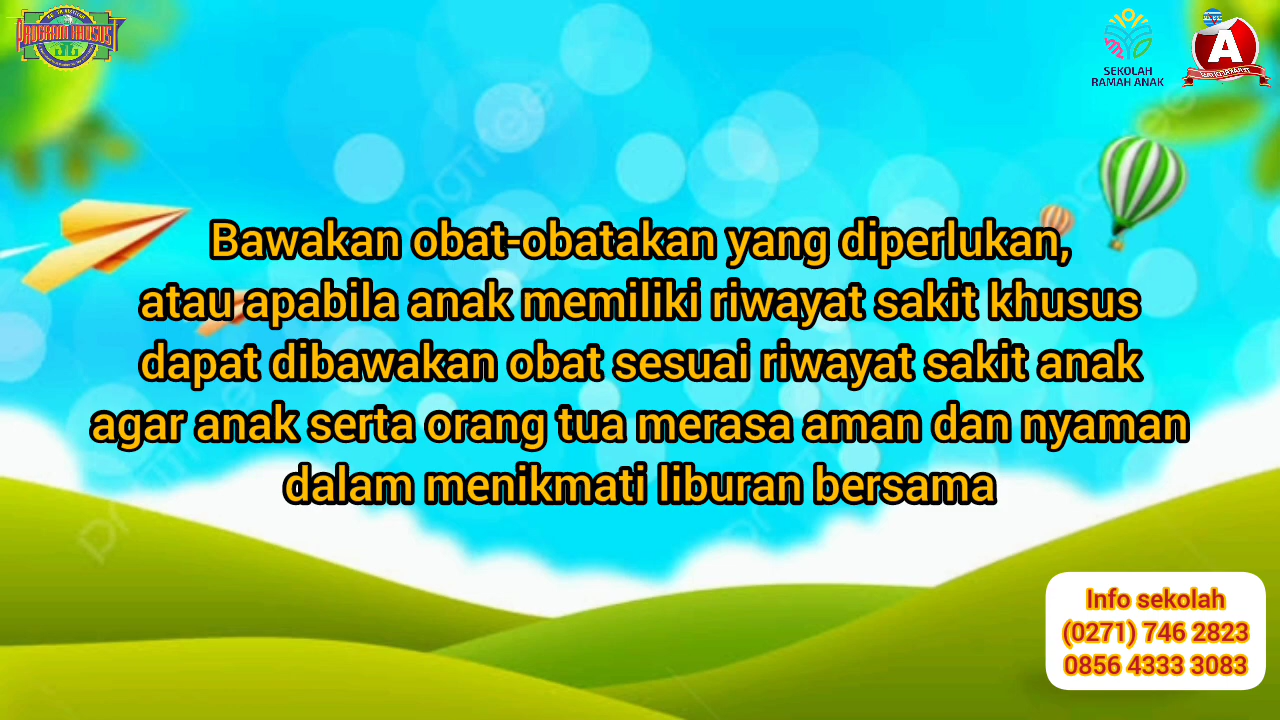 PROGRAM KHUSUS
SEKOLAH
RAMAH ANAK
A
Bawakan obat-obatakan yang diperlukan,
atau apabila anak memiliki riwayat sakit khusus
dapat dibawakan obat sesuai riwayat sakit anak
agar anak serta orang tua merasa aman dan nyaman
dalam menikmati liburan bersama
Info sekolah
(0271) 746 2823
0856 4333 3083